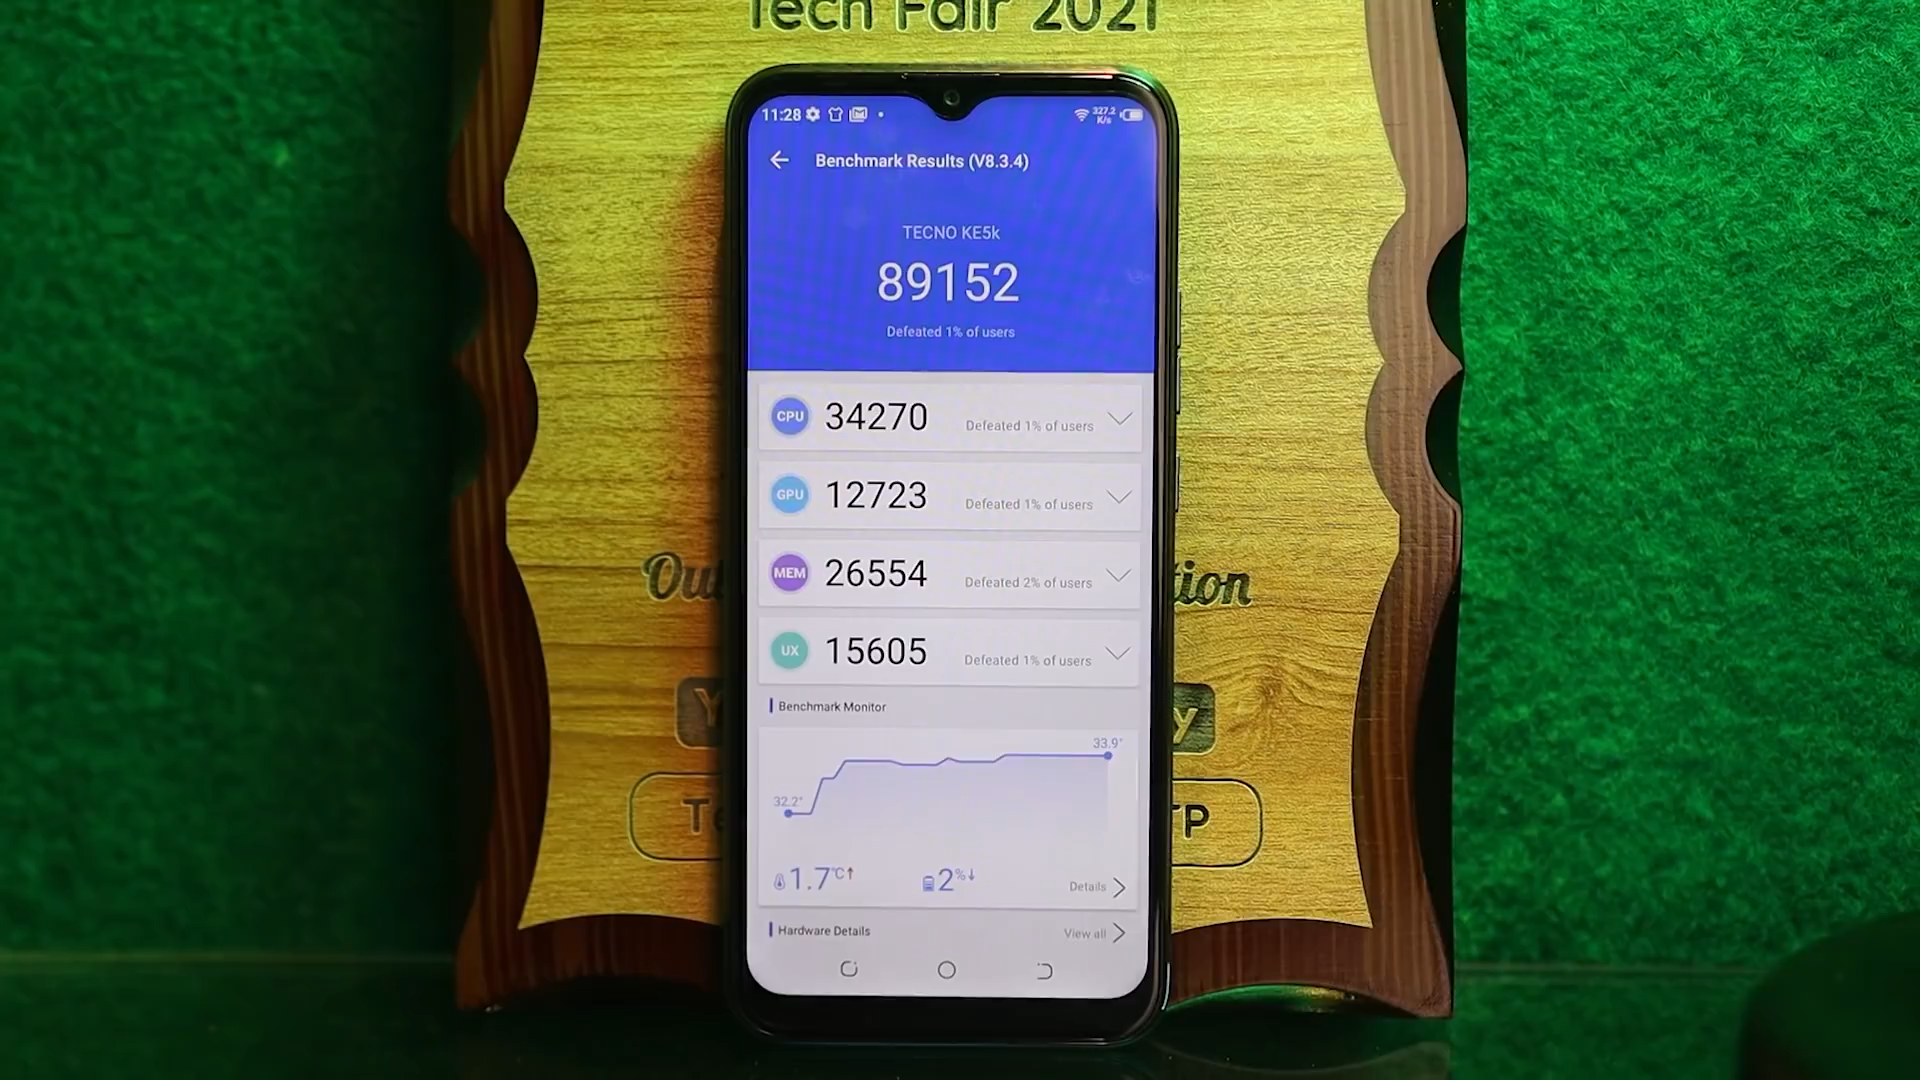 Tech Fair 2021
11:28
327.2
K/s
Benchmark Results (V8.3.4)
TECNO KE5k
89152
Defeated 1% of users
CPU 34270 Defeated 1% of users
GPU 12723 Defeated 1% of users
MEM 26554 Defeated 2% of users
UX 15605 Defeated 1% of users
Benchmark Monitor
33.9°
32.2°
1.7°C↑ 2%↓ Details
Hardware Details View all